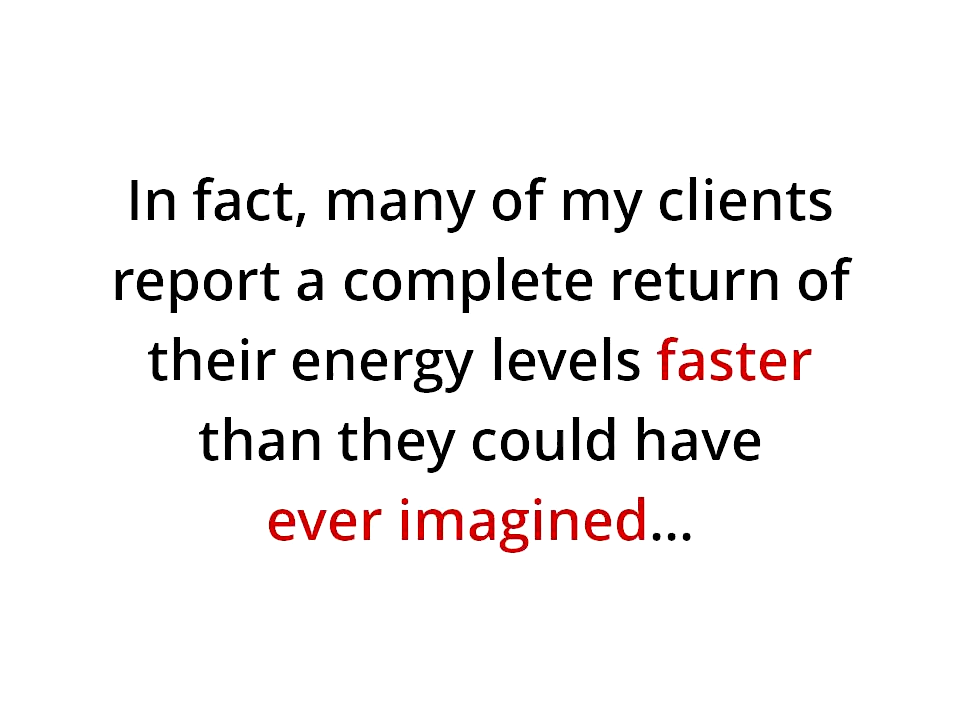 In fact, many of my clients
report a complete return of
their energy levels faster
than they could have
ever imagined...